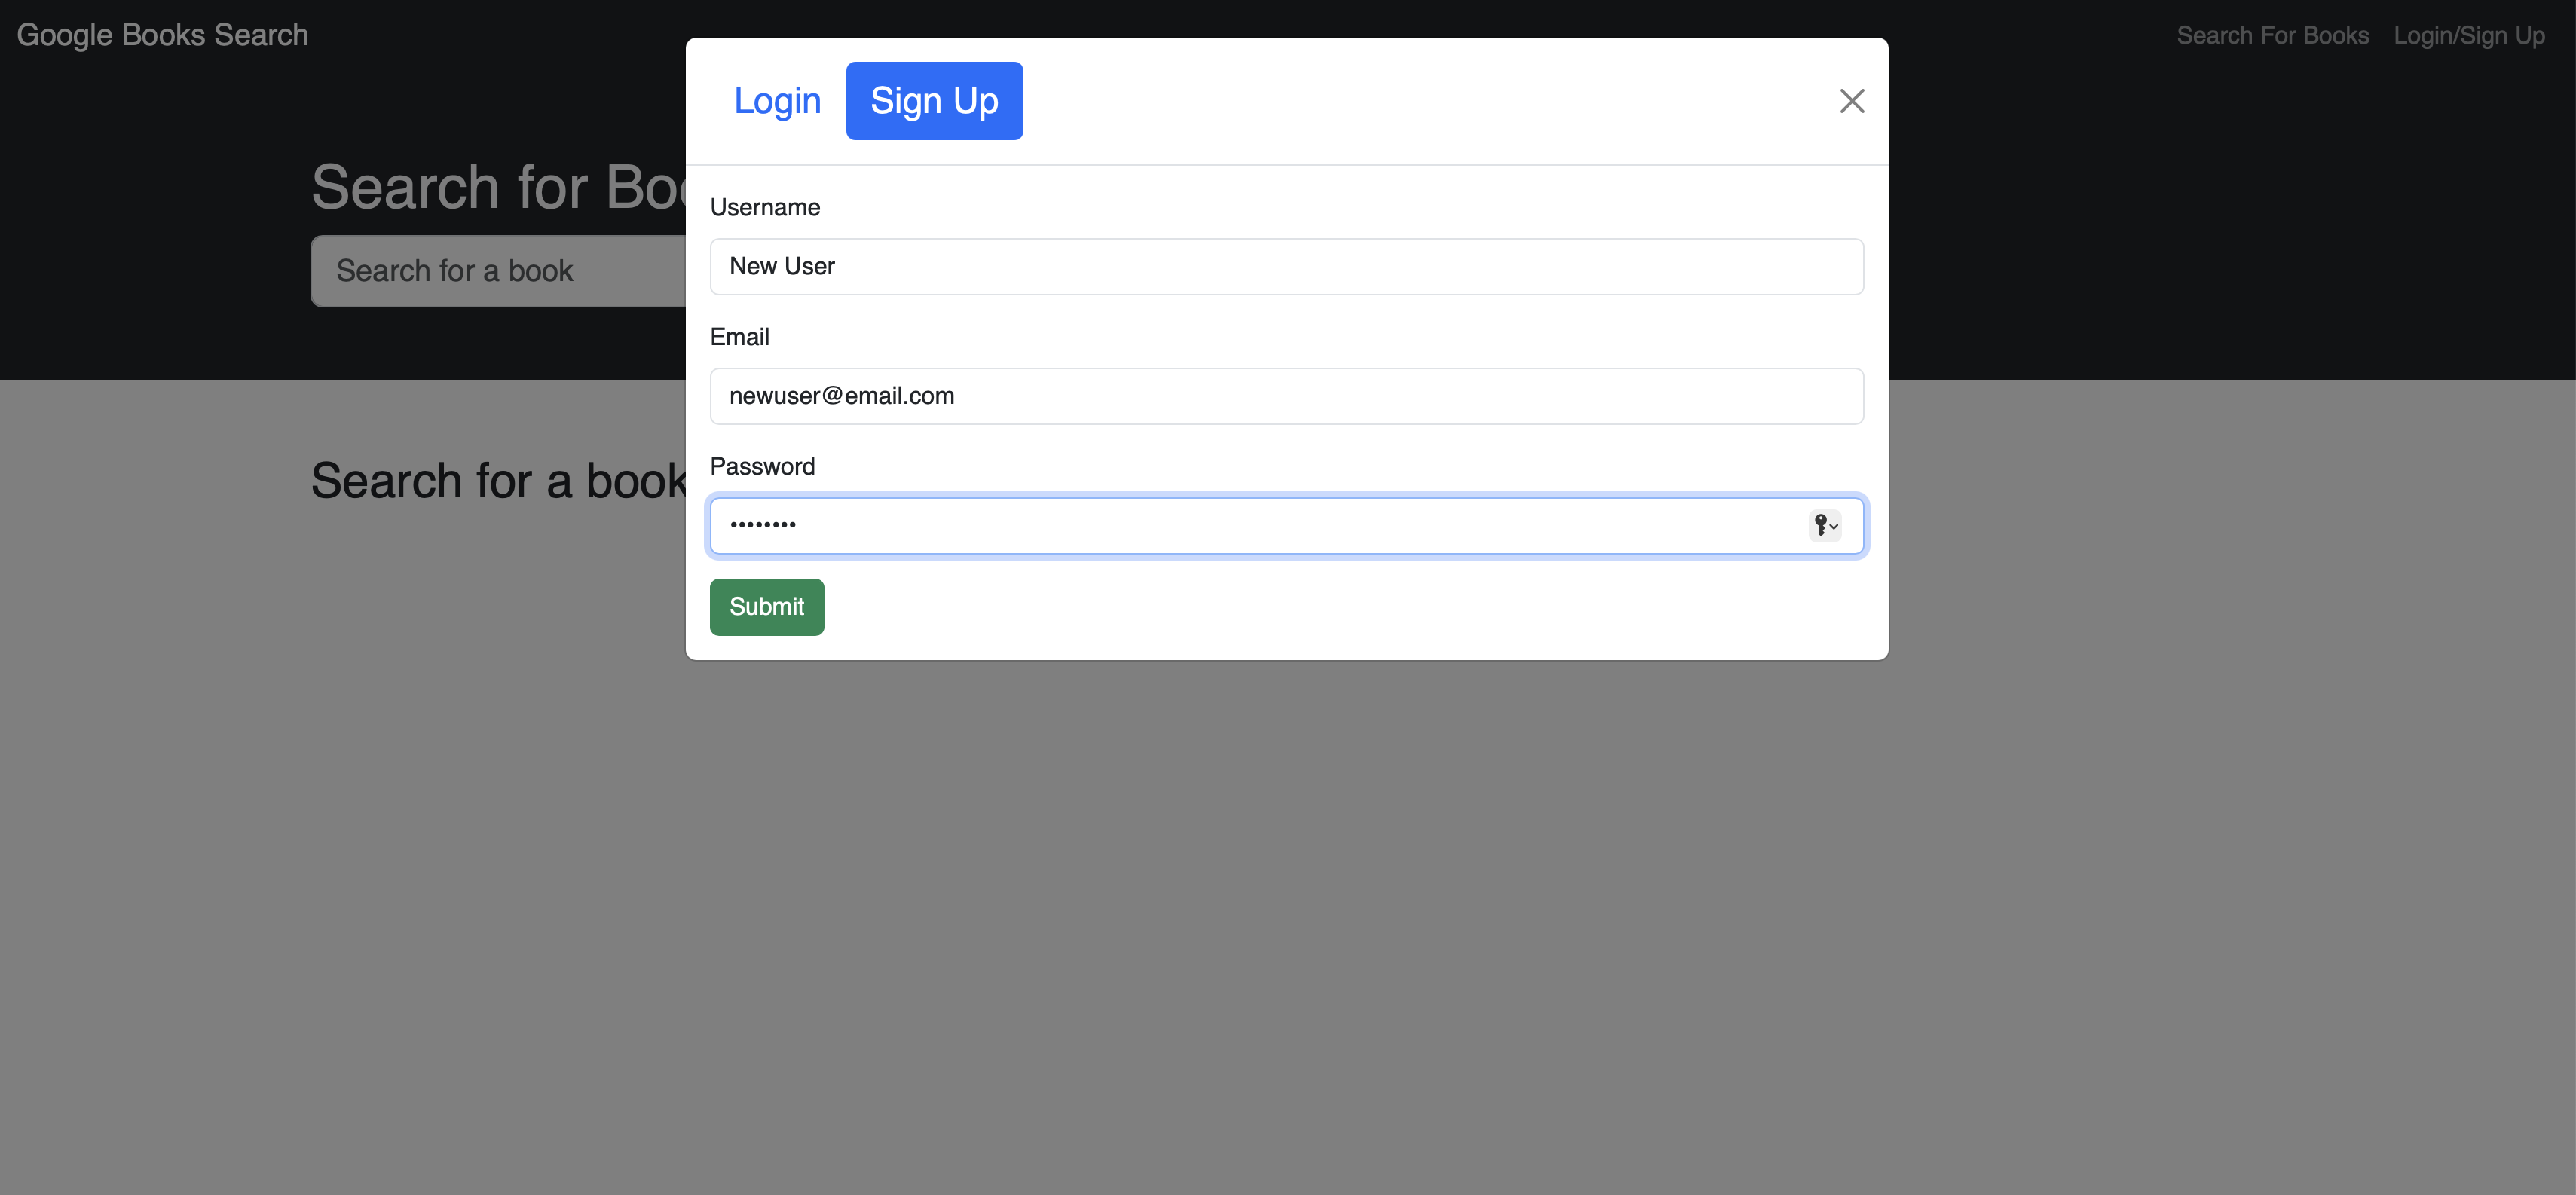 Google Books Search
Search For Books
Login/Sign Up
Login
Sign Up
Search for Boo
Search for a book
Username
New User
Email
newuser@email.com
Password
••••••••
Submit
Search for a book